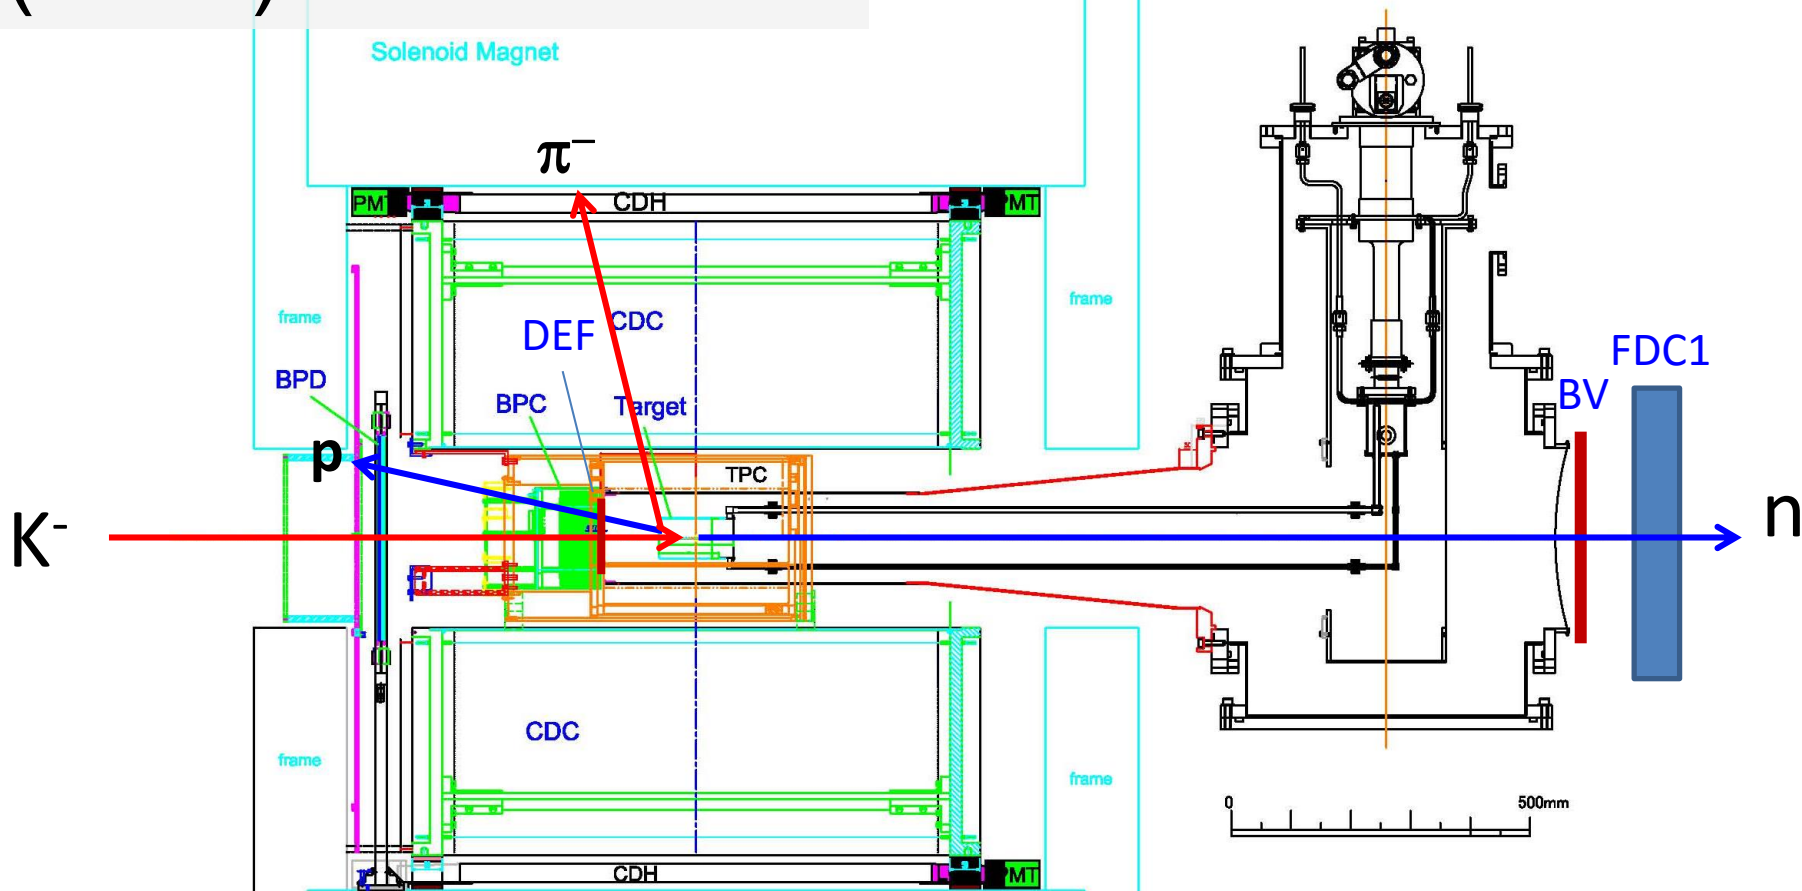 ( )
Solenoid Magnet
π−
PMT
CDH
PMT
frame
CDC
frame
DEF
FDC1
BPD
BPC
Target
BV
p
TPC
K-
n
CDC
frame
frame
0
500mm
CDH
PMT